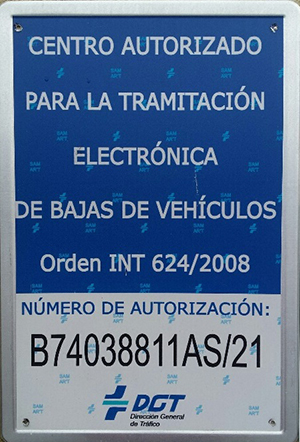 CENTRO AUTORIZADO
PARA LA TRAMITACIÓN
ELECTRÓNICA
DE BAJAS DE VEHÍCULOS
Orden INT 624/2008
NÚMERO DE AUTORIZACIÓN:
B74038811AS/21
DGT
Dirección General
de Tráfico